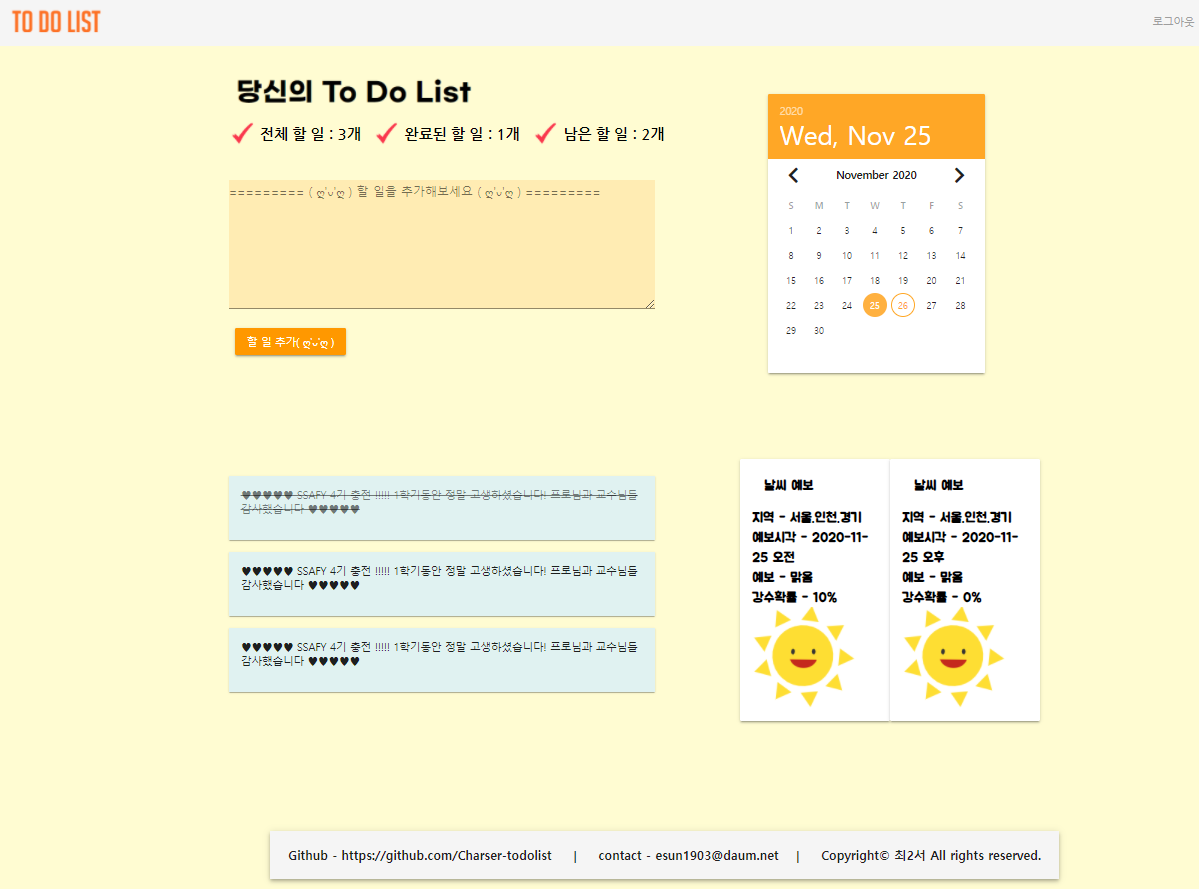 TO DO LIST
로그아웃
당신의 To Do List
전체 할 일 : 3개 완료된 할 일 : 1개 남은 할 일 : 2개
========= ( ღ'ᴗ'ღ ) 할 일을 추가해보세요 ( ღ'ᴗ'ღ ) =========
할 일 추가( ღ'ᴗ'ღ )
2020
Wed, Nov 25
November 2020
S M T W T F S
1 2 3 4 5 6 7
8 9 10 11 12 13 14
15 16 17 18 19 20 21
22 23 24 25 26 27 28
29 30
♥♥♥♥♥ SSAFY 4기 충전 !!!!! 1학기동안 정말 고생하셨습니다! 프로님과 교수님들
감사했습니다 ♥♥♥♥♥
♥♥♥♥♥ SSAFY 4기 충전 !!!!! 1학기동안 정말 고생하셨습니다! 프로님과 교수님들
감사했습니다 ♥♥♥♥♥
♥♥♥♥♥ SSAFY 4기 충전 !!!!! 1학기동안 정말 고생하셨습니다! 프로님과 교수님들
감사했습니다 ♥♥♥♥♥
날씨 예보
지역 - 서울,인천,경기
예보시각 - 2020-11-
25 오전
예보 - 맑음
강수확률 - 10%
날씨 예보
지역 - 서울,인천,경기
예보시각 - 2020-11-
25 오후
예보 - 맑음
강수확률 - 0%
Github - https://github.com/Charser-todolist | contact - esun1903@daum.net | Copyright© 최2서 All rights reserved.